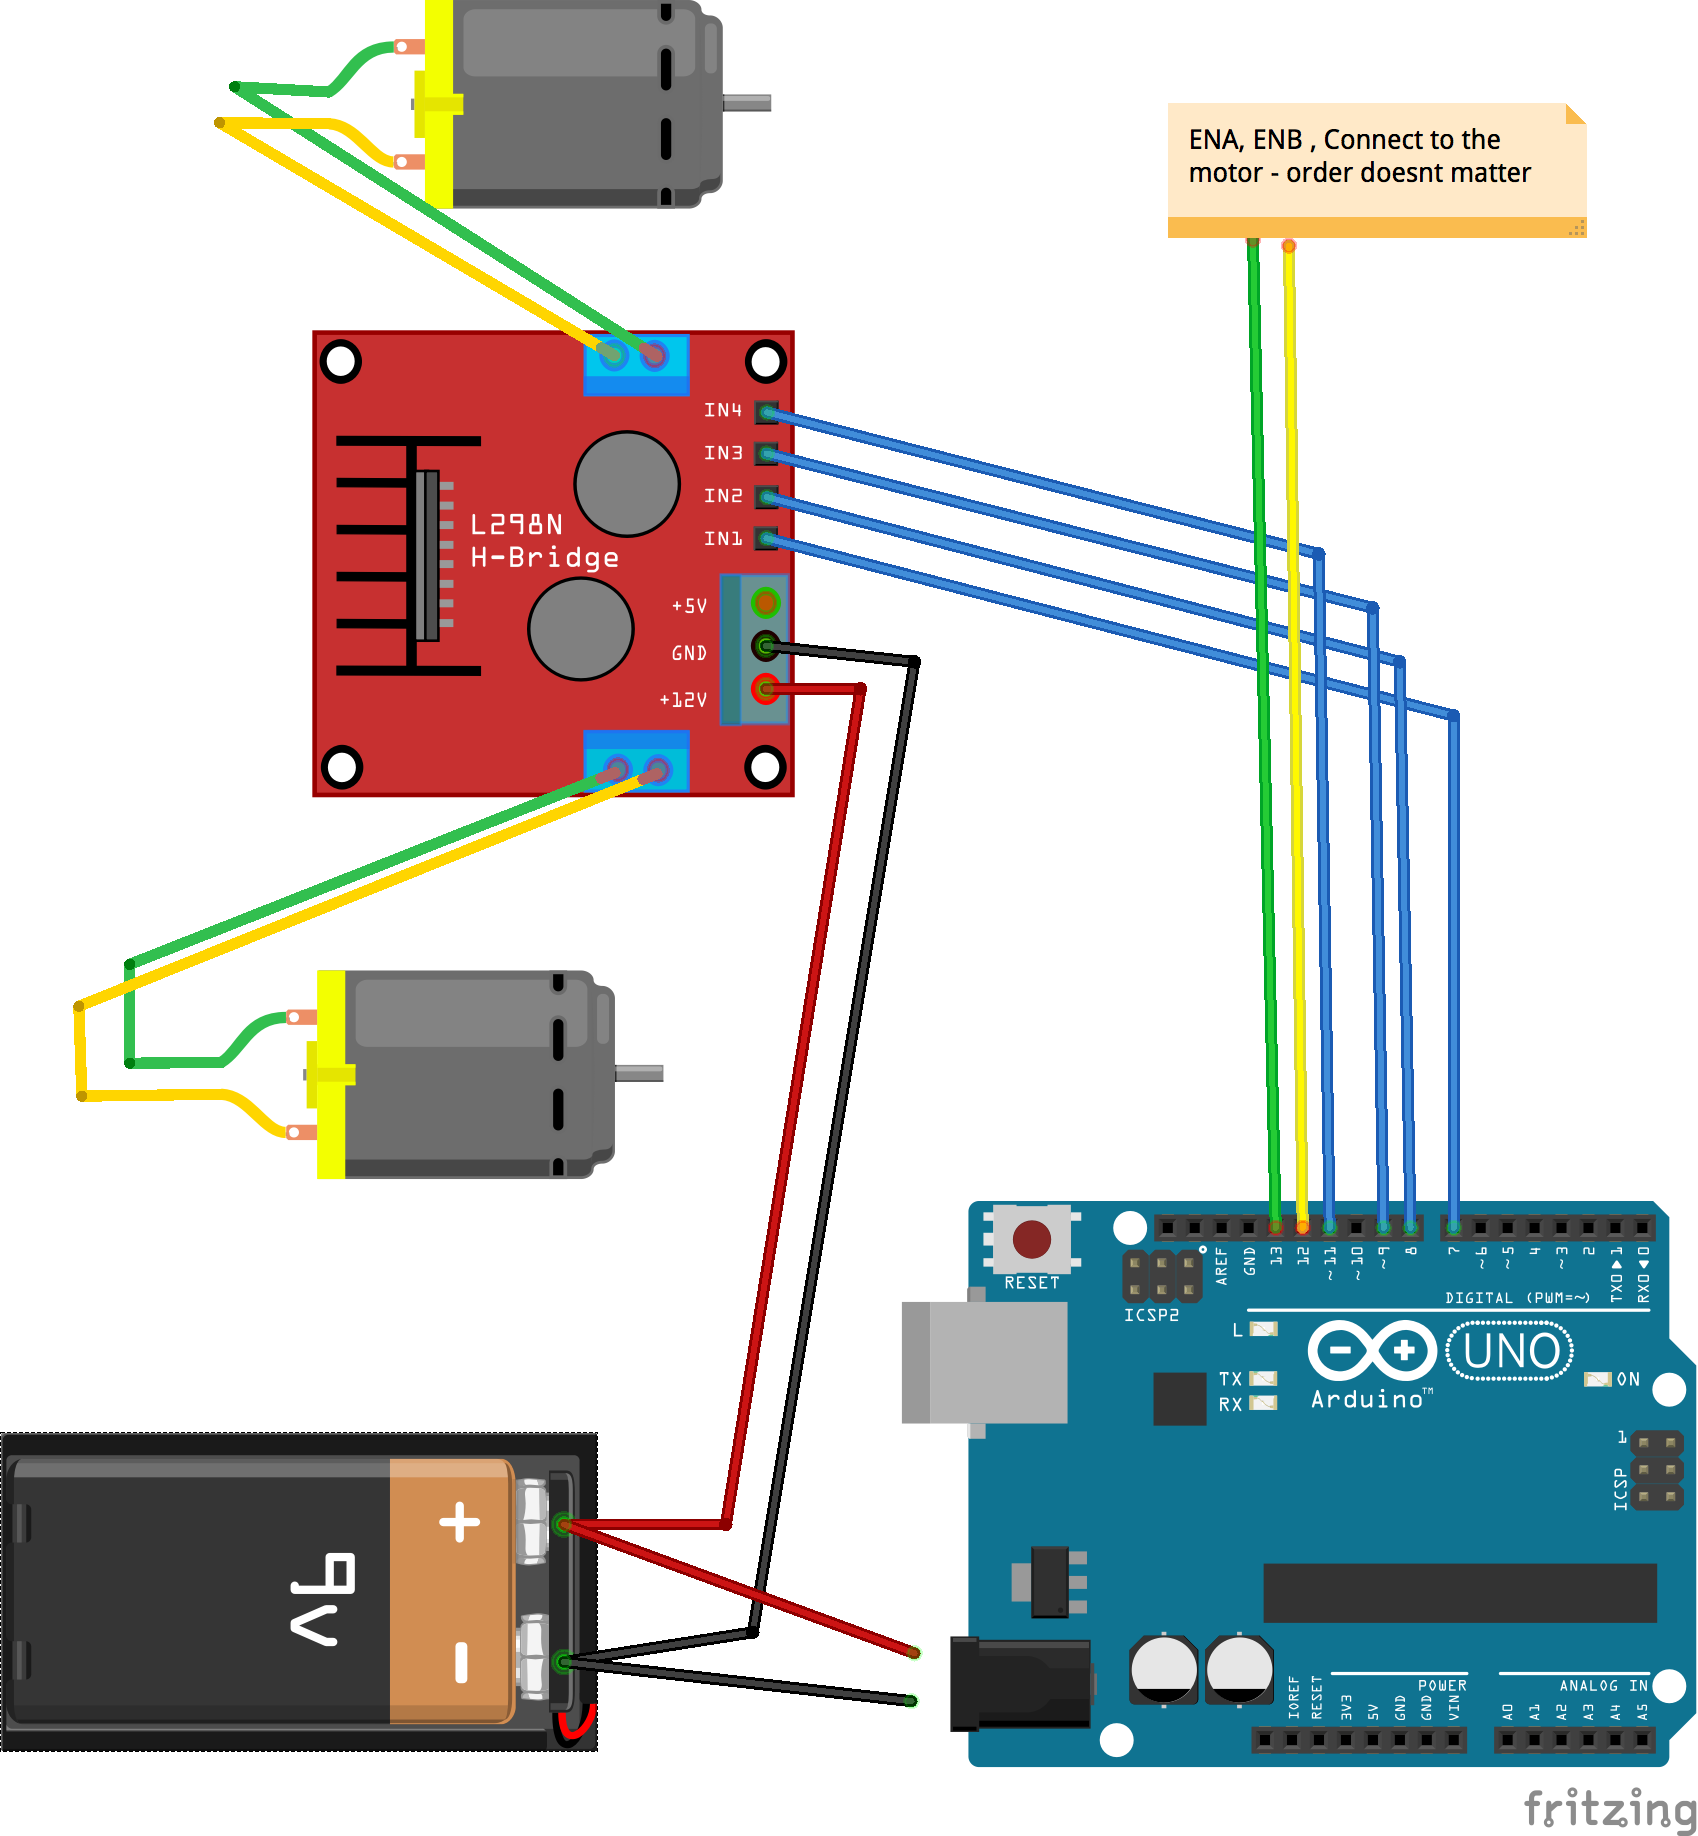 ENA, ENB , Connect to the
motor - order doesnt matter
IN4
IN3
IN2
IN1
L298N
H-Bridge
+5V
GND
+12V
RESET
ICSP2
AREF
GND
13
12
~11
~10
~9
8
7
~6
~5
4
~3
2
TX0▶1
RX0◀0
DIGITAL (PWM=~)
L
TX
RX
UNO
ON
Arduino™
1
ICSP
+
9V
-
IOREF
RESET
3V3
5V
GND
GND
VIN
POWER
A0
A1
A2
A3
A4
A5
ANALOG IN
fritzing